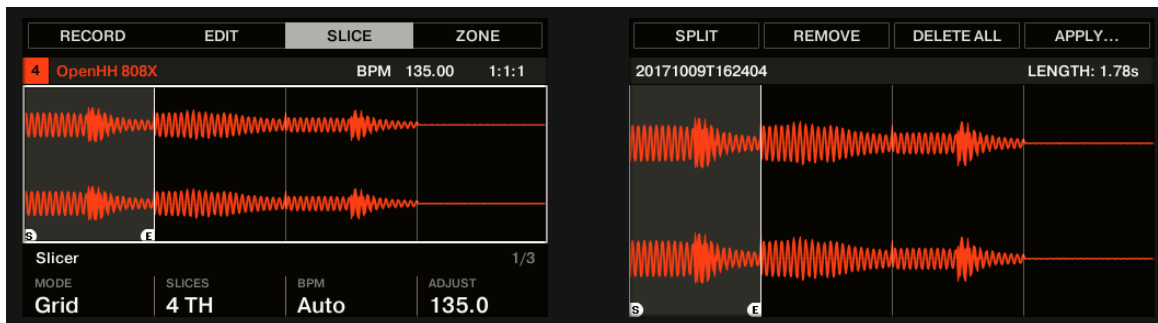 RECORD EDIT SLICE ZONE
4 OpenHH 808X BPM 135.00 1:1:1
S E
Slicer 1/3
MODE SLICES BPM ADJUST
Grid 4 TH Auto 135.0
SPLIT REMOVE DELETE ALL APPLY...
20171009T162404 LENGTH: 1.78s
S E